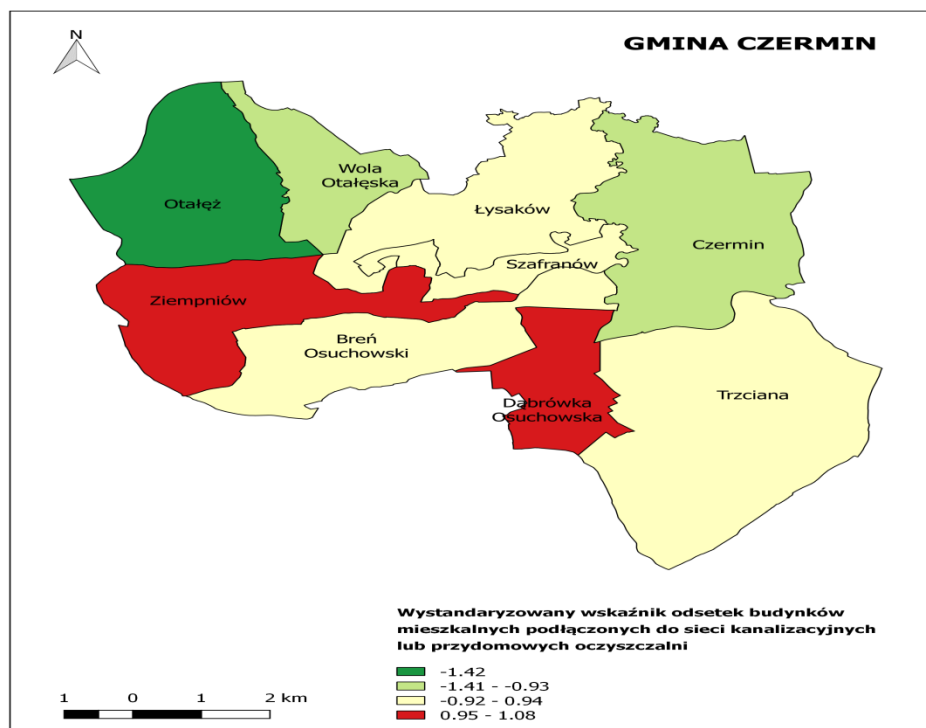 N
GMINA CZERMIN
Wola
Otałęska
Otałęż
Łysaków
Czermin
Szafranów
Ziempniów
Breń
Osuchowski
Trzciana
Dąbrówka
Osuchowska
Wystandaryzowany wskaźnik odsetek budynków
mieszkalnych podłączonych do sieci kanalizacyjnych
lub przydomowych oczyszczalni
-1.42
-1.41 - -0.93
-0.92 - 0.94
0.95 - 1.08
1 0 1 2 km